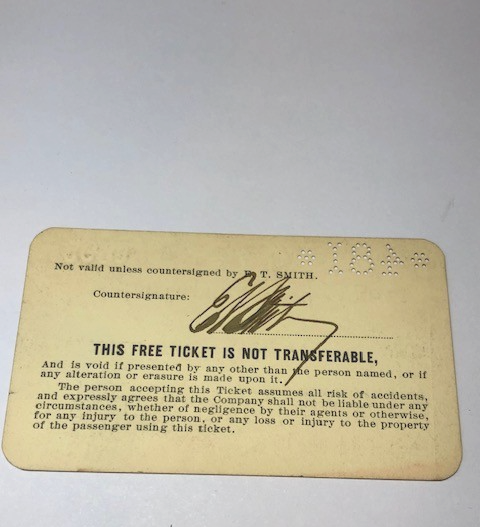 Not valid unless countersigned by E. T. SMITH.
Countersignature: E T Smith
THIS FREE TICKET IS NOT TRANSFERABLE,
And is void if presented by any other than the person named, or if
any alteration or erasure is made upon it.
The person accepting this Ticket assumes all risk of accidents,
and expressly agrees that the Company shall not be liable under any
circumstances, whether of negligence by their agents or otherwise,
for any injury to the person, or any loss or injury to the property
of the passenger using this ticket.